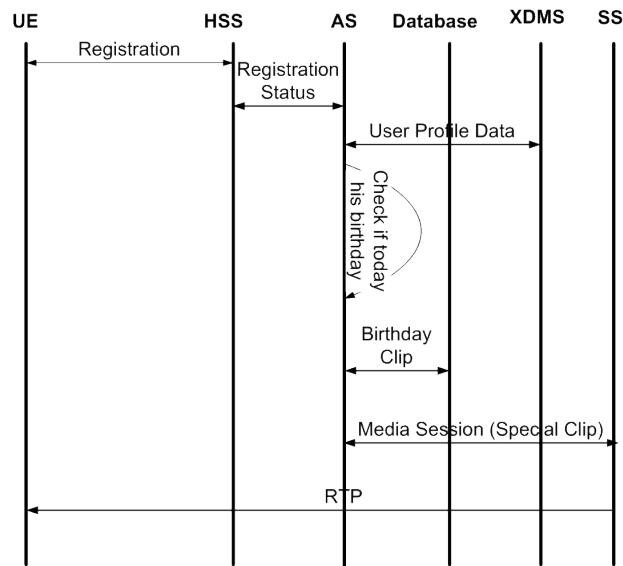 UE HSS AS Database XDMS SS
Registration
Registration
Status
User Profile Data
Check if today
his birthday
Birthday
Clip
Media Session (Special Clip)
RTP